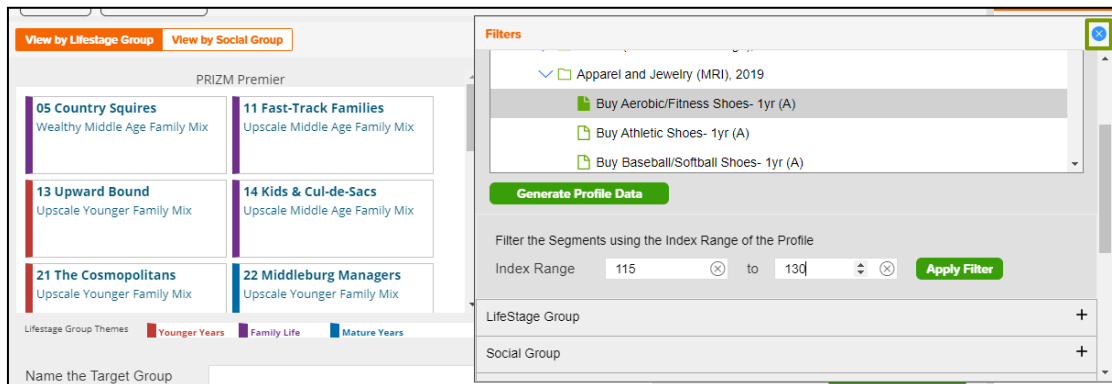 View by Lifestage Group
View by Social Group
PRIZM Premier
05 Country Squires
Wealthy Middle Age Family Mix
11 Fast-Track Families
Upscale Middle Age Family Mix
13 Upward Bound
Upscale Younger Family Mix
14 Kids & Cul-de-Sacs
Upscale Middle Age Family Mix
21 The Cosmopolitans
Upscale Younger Family Mix
22 Middleburg Managers
Upscale Younger Family Mix
Lifestage Group Themes
Younger Years
Family Life
Mature Years
Name the Target Group
Filters
Apparel and Jewelry (MRI), 2019
Buy Aerobic/Fitness Shoes- 1yr (A)
Buy Athletic Shoes- 1yr (A)
Buy Baseball/Softball Shoes- 1yr (A)
Generate Profile Data
Filter the Segments using the Index Range of the Profile
Index Range 115 to 130 Apply Filter
LifeStage Group +
Social Group +